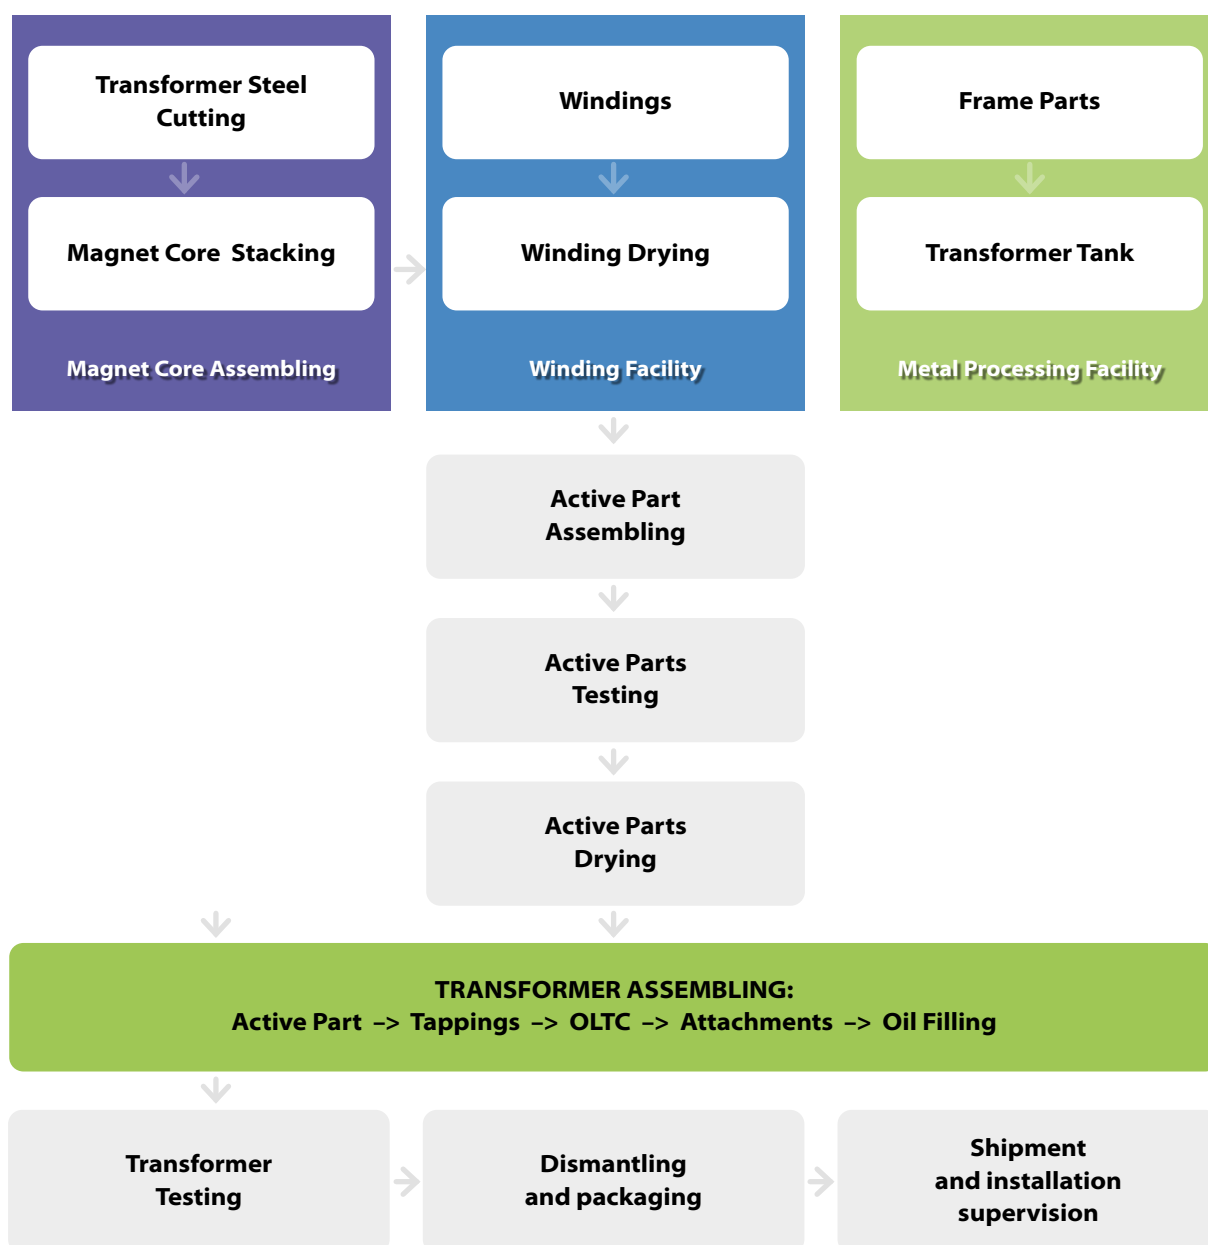 Transformer Steel
Cutting
Magnet Core Stacking
Magnet Core Assembling
Windings
Winding Drying
Winding Facility
Frame Parts
Transformer Tank
Metal Processing Facility
Active Part
Assembling
Active Parts
Testing
Active Parts
Drying
TRANSFORMER ASSEMBLING:
Active Part –> Tappings –> OLTC –> Attachments –> Oil Filling
Transformer
Testing
Dismantling
and packaging
Shipment
and installation
supervision